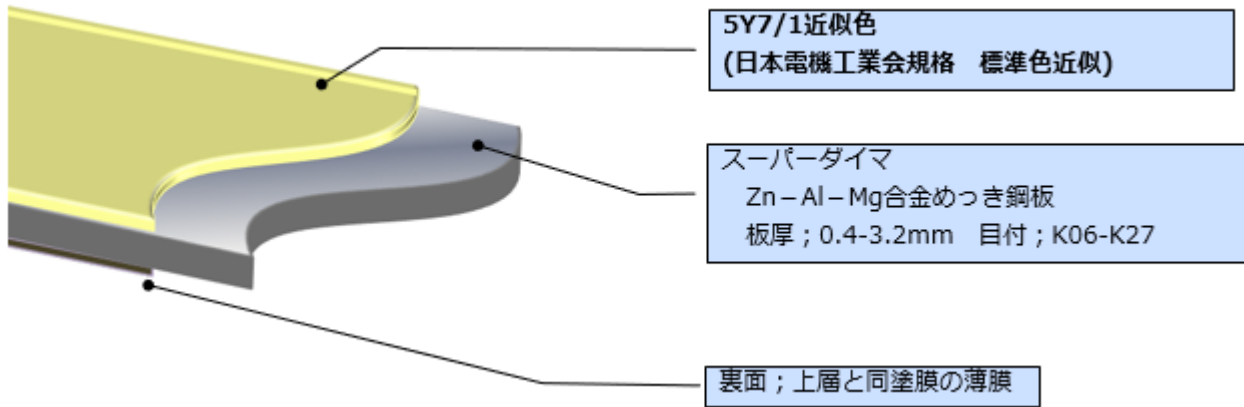 5Y7/1近似色
(日本電機工業会規格　標準色近似)
スーパーダイマ
Zn－Al－Mg合金めっき鋼板
板厚；0.4-3.2mm　目付；K06-K27
裏面；上層と同塗膜の薄膜